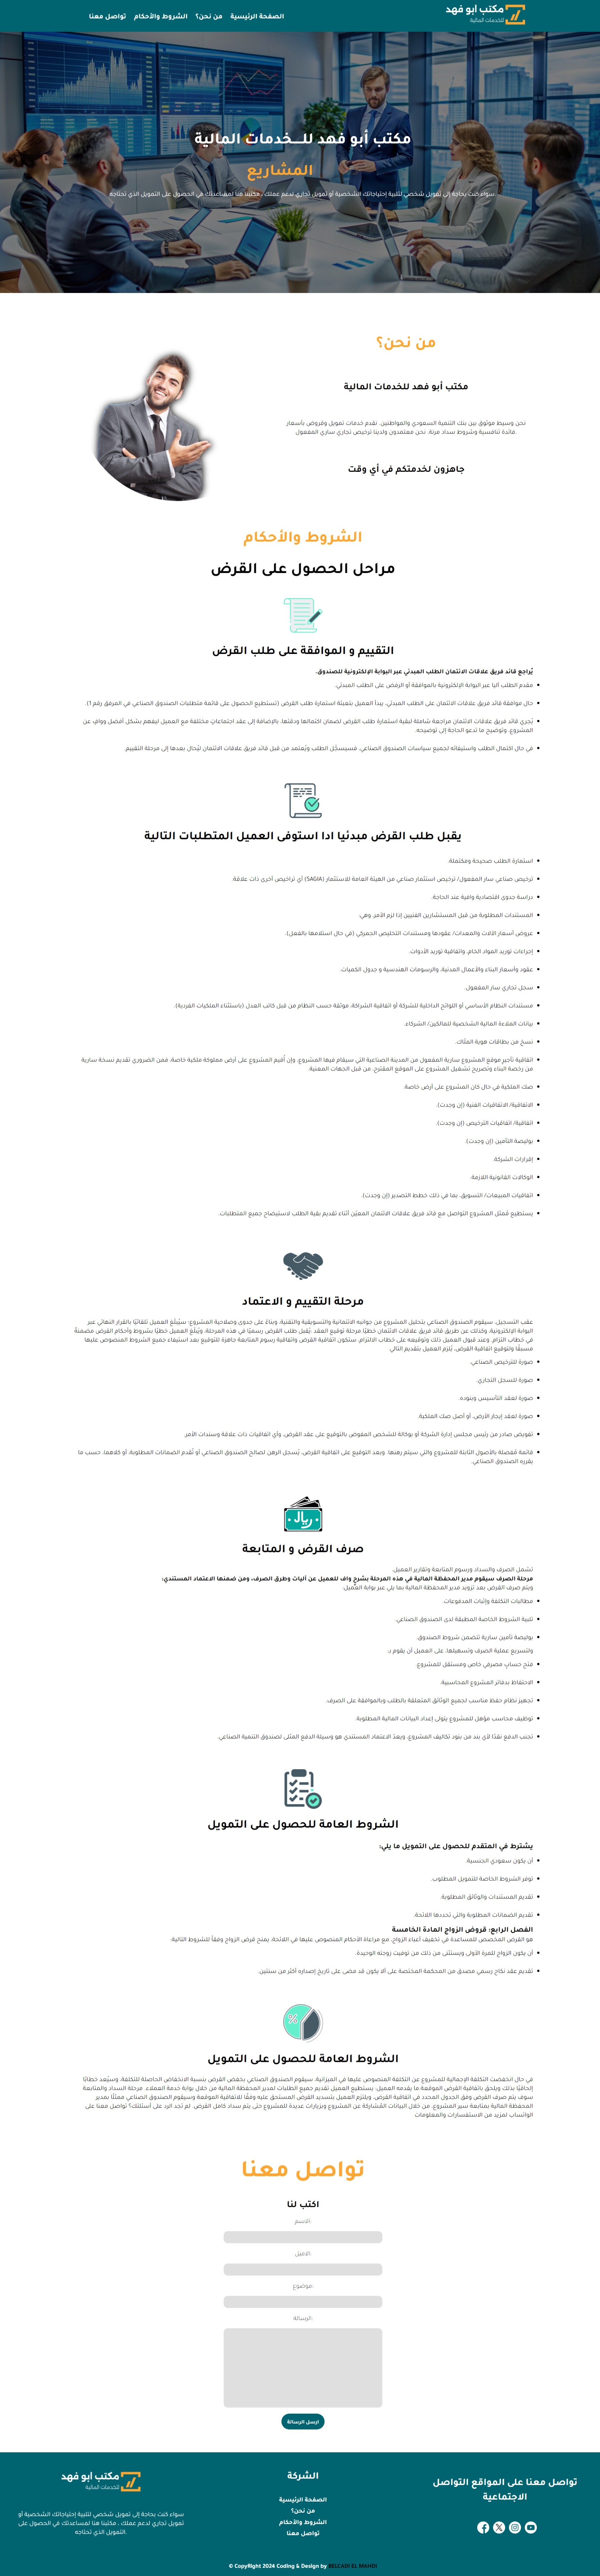 مكتب ابو فهد
للخدمات المالية
الصفحة الرئيسية
من نحن؟
الشروط والأحكام
تواصل معنا
مكتب أبو فهد للـــخدمات المالية
المشاريع
سواء كنت بحاجة إلى تمويل شخصي لتلبية إحتياجاتك الشخصية أو تمويل تجاري لدعم عملك ، مكتبنا هنا لمساعدتك في الحصول على التمويل الذي تحتاجه.
من نحن؟
مكتب أبو فهد للخدمات المالية
نحن وسيط موثوق بين بنك التنمية السعودي والمواطنين. نقدم خدمات تمويل وقروض بأسعار
فائدة تنافسية وشروط سداد مرنة. نحن معتمدون ولدينا ترخيص تجاري ساري المفعول.
جاهزون لخدمتكم في أي وقت
الشروط والأحكام
مراحل الحصول على القرض
التقييم و الموافقة على طلب القرض
يُراجع قائد فريق علاقات الائتمان الطلب المبدئي عبر البوابة الإلكترونية للصندوق.
مقدم الطلب آليا عبر البوابة الإلكترونية بالموافقة أو الرفض على الطلب المبدئي.
حال موافقة قائد فريق علاقات الائتمان على الطلب المبدئي، يبدأ العميل بتعبئة استمارة طلب القرض (تستطيع الحصول على قائمة متطلبات الصندوق الصناعي في المرفق رقم 1).
يُجري قائد فريق علاقات الائتمان مراجعة شاملة لبقية استمارة طلب القرض لضمان اكتمالها ودقتها، بالإضافة إلى عقد اجتماعاتٍ مختلفة مع العميل ليفهم بشكل أفضل ووافٍ عن
المشروع، وتوضيح ما تدعو الحاجة إلى توضيحه.
في حال اكتمال الطلب واستيفائه لجميع سياسات الصندوق الصناعي، فسيسجّل الطلب ويُعتمد من قبل قائد فريق علاقات الائتمان ليُحال بعدها إلى مرحلة التقييم.
يقبل طلب القرض مبدئيا اذا استوفى العميل المتطلبات التالية
استمارة الطلب صحيحة ومكتملة.
ترخيص صناعي سار المفعول/ ترخيص استثمار صناعي من الهيئة العامة للاستثمار (SAGIA) أي تراخيص أخرى ذات علاقة.
دراسة جدوى اقتصادية وافية عند الحاجة.
المستندات المطلوبة من قبل المستشارين الفنيين إذا لزم الأمر، وهي:
عروض أسعار الآلات والمعدات/ عقودها ومستندات التخليص الجمركي (في حال استلامها بالفعل).
إجراءات توريد المواد الخام، واتفاقية توريد الأدوات.
عقود وأسعار البناء والأعمال المدنية، والرسومات الهندسية و جدول الكميات.
سجل تجاري سار المفعول.
مستندات النظام الأساسي أو اللوائح الداخلية للشركة أو اتفاقية الشراكة، موثقة حسب النظام من قبل كاتب العدل (باستثناء الملكيات الفردية).
بيانات الملاءة المالية الشخصية للمالكين/ الشركاء.
نسخ من بطاقات هوية الملّاك.
اتفاقية تأجير موقع المشروع سارية المفعول من المدينة الصناعية التي سيقام فيها المشروع، وإن أُقيم المشروع على أرض مملوكة ملكية خاصة، فمن الضروري تقديم نسخة سارية
من رخصة البناء وتصريح تشغيل المشروع على الموقع المقترح، من قبل الجهات المعنية.
صك الملكية في حال كان المشروع على أرض خاصة.
الاتفاقية/ الاتفاقيات الفنية (إن وجدت).
اتفاقية/ اتفاقيات الترخيص (إن وجدت).
بوليصة التأمين (إن وجدت).
إقرارات الشركة.
الوكالات القانونية اللازمة.
اتفاقيات المبيعات/ التسويق، بما في ذلك خطط التصدير (إن وجدت).
يستطيع مُمثل المشروع التواصل مع قائد فريق علاقات الائتمان المعيّن أثناء تقديم بقية الطلب لاستيضاح جميع المتطلبات.
مرحلة التقييم و الاعتماد
عقب التسجيل، سيقوم الصندوق الصناعي بتحليل المشروع من جوانبه الائتمانية والتسويقية والتقنية، وبناءً على جدوى وصلاحية المشروع؛ سيُبلّغ العميل تلقائيًا بالقرار النهائي عبر
البوابة الإلكترونية، وكذلك عن طريق قائد فريق علاقات الائتمان خطيًا.مرحلة توقيع العقد :يُقبل طلب القرض رسميًا في هذه المرحلة، ويُبلّغ العميل خطيًا بشروط وأحكام القرض مضمنةً
في خطاب التزام. وعند قبول العميل ذلك وتوقيعه على خطاب الالتزام، ستكون اتفاقية القرض واتفاقية رسوم المتابعة جاهزة للتوقيع بعد استيفاء جميع الشروط المنصوص عليها
مسبقًا ولتوقيع اتفاقية القرض، يلزم العميل بتقديم التالي
صورة للترخيص الصناعي.
صورة للسجل التجاري.
صورة لعقد التأسيس وبنوده.
صورة لعقد إيجار الأرض، أو أصل صك الملكية.
تفويض صادر من رئيس مجلس إدارة الشركة أو بوكالة للشخص المفوض بالتوقيع على عقد القرض، وأي اتفاقيات ذات علاقة وسندات الأمر.
قائمة مُفصلة بالأصول الثابتة للمشروع والتي سيتم رهنها. وبعد التوقيع على اتفاقية القرض، يُسجل الرهن لصالح الصندوق الصناعي أو تُقدم الضمانات المطلوبة، أو كلاهما، حسب ما
يقرره الصندوق الصناعي.
ريال
صرف القرض و المتابعة
تشمل الصرف والسداد ورسوم المتابعة وتقارير العميل.
مرحلة الصرف سيقوم مدير المحفظة المالية في هذه المرحلة بشرحٍ وافٍ للعميل عن آليات وطرق الصرف، ومن ضمنها الاعتماد المستندي:
ويتم صرف القرض بعد تزويد مدير المحفظة المالية بما يلي عبر بوابة العُميل:
مطالبات التكلفة وإثبات المدفوعات.
تلبية الشروط الخاصة المطبقة لدى الصندوق الصناعي.
بوليصة تأمين سارية تتضمن شروط الصندوق.
ولتسريع عملية الصرف وتسهيلها، على العميل أن يقوم بـ:
فتح حساب مصرفي خاص ومستقل للمشروع.
الاحتفاظ بدفاتر المشروع المحاسبية.
تجهيز نظام حفظ مناسب لجميع الوثائق المتعلقة بالطلب وبالموافقة على الصرف.
توظيف محاسب مؤهل للمشروع يتولى إعداد البيانات المالية المطلوبة.
تجنب الدفع نقدًا لأي بند من بنود تكاليف المشروع، ويعدّ الاعتماد المستندي هو وسيلة الدفع المثلى لصندوق التنمية الصناعي.
الشروط العامة للحصول على التمويل
يشترط في المتقدم للحصول على التمويل ما يلي:
أن يكون سعودي الجنسية.
توفر الشروط الخاصة للتمويل المطلوب.
تقديم المستندات والوثائق المطلوبة.
تقديم الضمانات المطلوبة والتي تحددها اللائحة.
الفصل الرابع: قروض الزواج المادة الخامسة
هو القرض المخصص للمساعدة في تخفيف أعباء الزواج، مع مراعاة الأحكام المنصوص عليها في اللائحة، يمنح قرض الزواج وفقاً للشروط التالية:
أن يكون الزواج للمرة الأولى ويستثنى من ذلك من توفيت زوجته الوحيدة.
تقديم عقد نكاح رسمي مصدق من المحكمة المختصة على ألا يكون قد مضى على تاريخ إصداره أكثر من سنتين.
%
الشروط العامة للحصول على التمويل
في حال انخفضت التكلفة الإجمالية للمشروع عن التكلفة المنصوص عليها في الميزانية، سيقوم الصندوق الصناعي بخفض القرض بنسبة الانخفاض الحاصلة للتكلفة، وسيُعد خطابًا
إلحاقيًا بذلك ويلحق باتفاقية القرض الموقعة ما يقدمه العميل. يستطيع العميل تقديم جميع الطلبات لمدير المحفظة المالية من خلال بوابة خدمة العملاء. مرحلة السداد والمتابعة
سوف يتم صرف القرض وفق الجدول المحدد في اتفاقية القرض، ويلتزم العميل بتسديد القرض المستحق عليه وفقًا للاتفاقية الموقعة وسيقوم الصندوق الصناعي ممثلًا بمدير
المحفظة المالية بمتابعة سير المشروع، من خلال البيانات المُشاركة عن المشروع وبزيارات عديدة للمشروع حتى يتم سداد كامل القرض. لم تجد الرد على أسئلتك؟ تواصل معنا على
الواتساب لمزيد من الاستفسارات والمعلومات
تواصل معنا
اكتب لنا
الاسم:
الاميل:
موضوع:
الرسالة:
ارسل الرسالة
تواصل معنا على المواقع التواصل
الاجتماعية
الشركة
الصفحة الرئيسية
من نحن؟
الشروط والأحكام
تواصل معنا
مكتب ابو فهد
للخدمات المالية
سواء كنت بحاجة إلى تمويل شخصي لتلبية إحتياجاتك الشخصية أو
تمويل تجاري لدعم عملك ، مكتبنا هنا لمساعدتك في الحصول على
التمويل الذي تحتاجه.
© CopyRight 2024 Coding & Design by BELCADI EL MAHDI